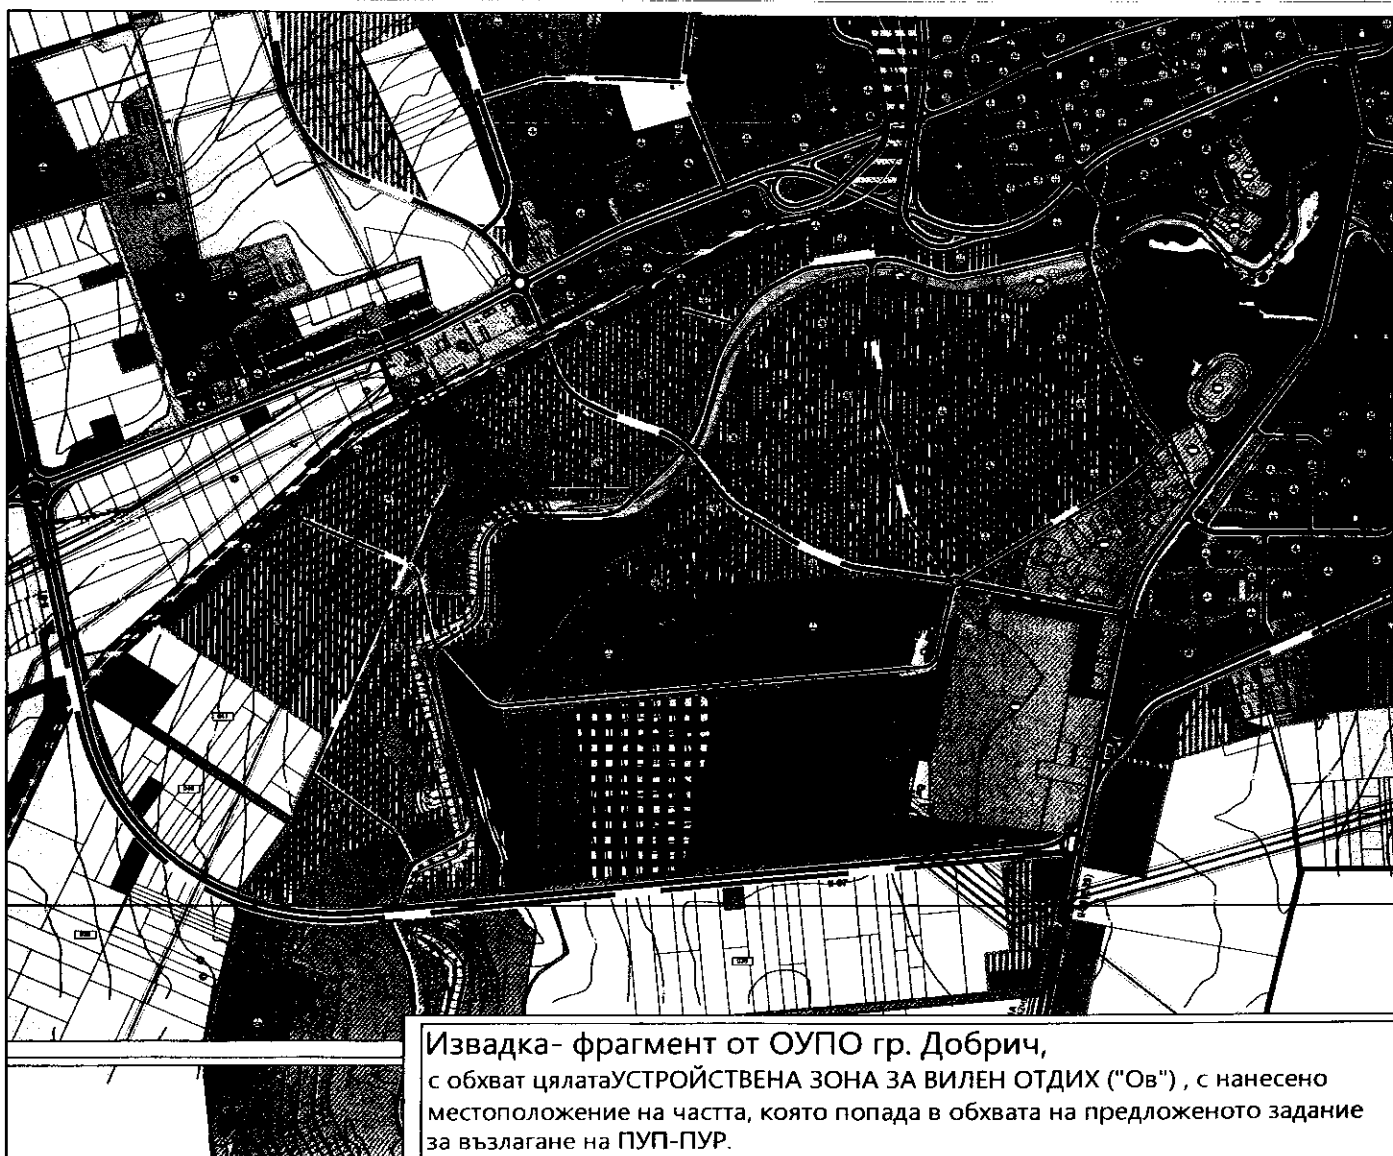 Извадка- фрагмент от ОУПО гр. Добрич,
с обхват цялатаУСТРОЙСТВЕНА ЗОНА ЗА ВИЛЕН ОТДИХ ("Ов") , с нанесено
местоположение на частта, която попада в обхвата на предложеното задание
за възлагане на ПУП-ПУР.